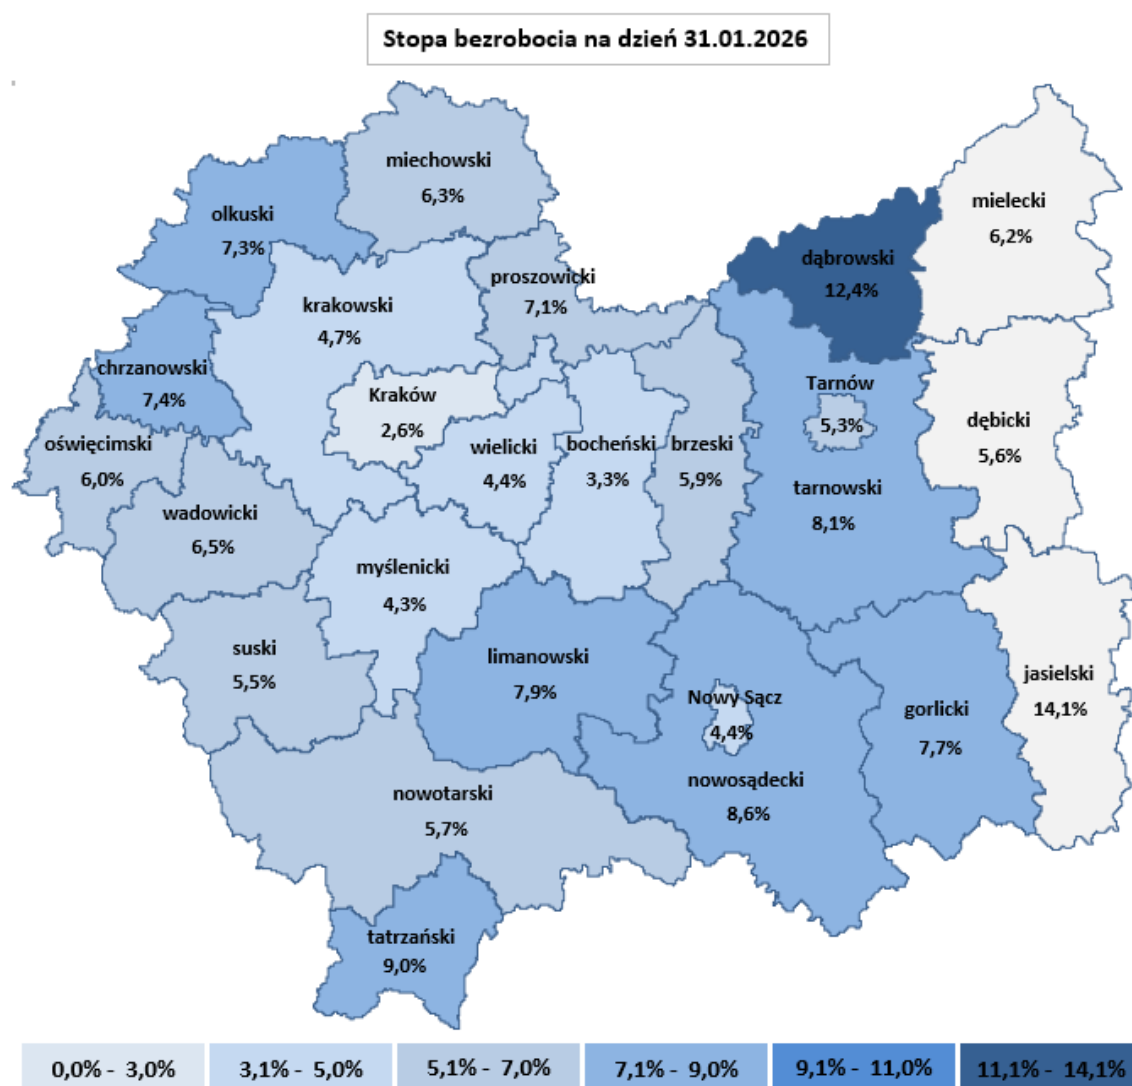 Stopa bezrobocia na dzień 31.01.2026
miechowski
6,3%
olkuski
7,3%
mielecki
6,2%
dąbrowski
12,4%
proszowicki
7,1%
krakowski
4,7%
chrzanowski
7,4%
Kraków
2,6%
Tarnów
5,3%
dębicki
5,6%
oświęcimski
6,0%
wielicki
4,4%
bocheński
3,3%
brzeski
5,9%
tarnowski
8,1%
wadowicki
6,5%
myślenicki
4,3%
suski
5,5%
limanowski
7,9%
Nowy Sącz
4,4%
gorlicki
7,7%
jasielski
14,1%
nowosądecki
8,6%
nowotarski
5,7%
tatrzański
9,0%
0,0% - 3,0% 3,1% - 5,0% 5,1% - 7,0% 7,1% - 9,0% 9,1% - 11,0% 11,1% - 14,1%